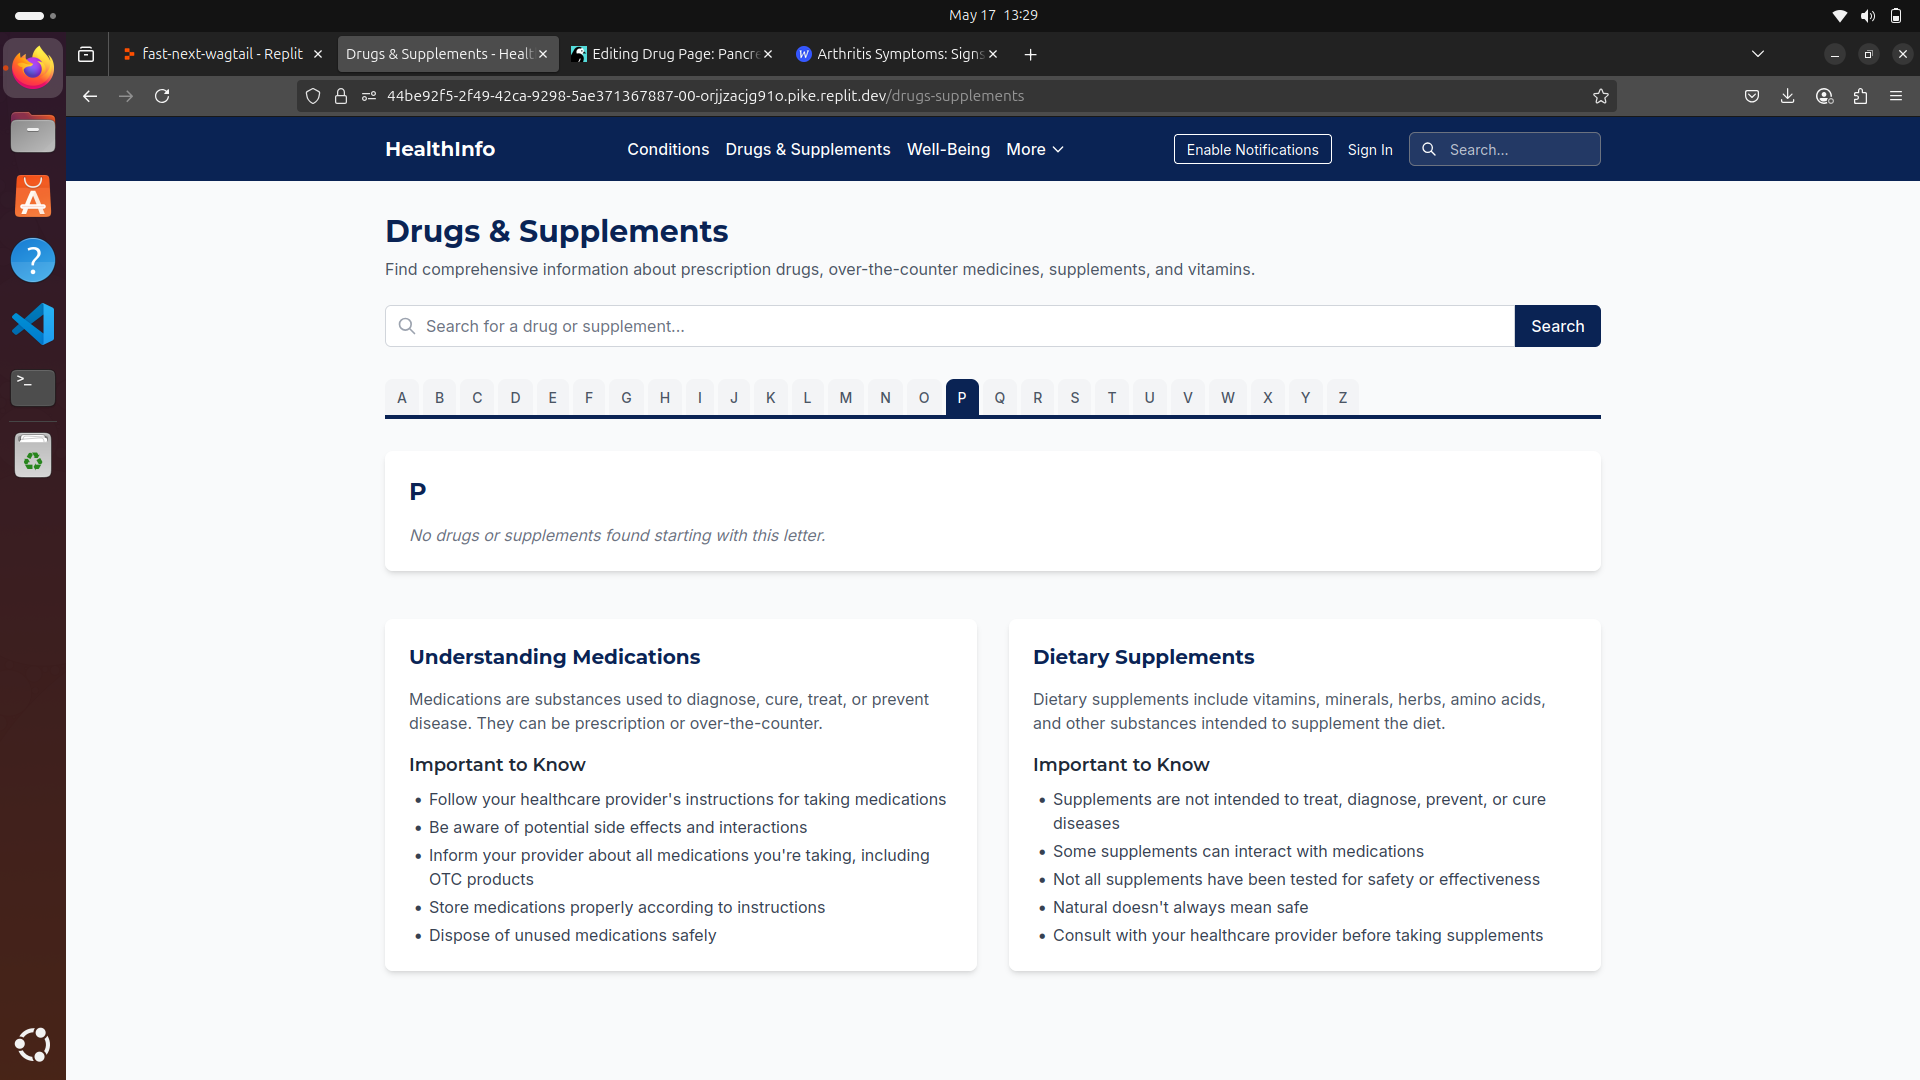 May 17 13:29
fast-next-wagtail - Replit
Drugs & Supplements - Healt
Editing Drug Page: Pancre
Arthritis Symptoms: Signs
44be92f5-2f49-42ca-9298-5ae371367887-00-orjjzacjg91o.pike.replit.dev/drugs-supplements
HealthInfo
Conditions
Drugs & Supplements
Well-Being
More
Enable Notifications
Sign In
Search...
Drugs & Supplements
Find comprehensive information about prescription drugs, over-the-counter medicines, supplements, and vitamins.
Search for a drug or supplement...
Search
A B C D E F G H I J K L M N O P Q R S T U V W X Y Z
P
No drugs or supplements found starting with this letter.
Understanding Medications
Medications are substances used to diagnose, cure, treat, or prevent
disease. They can be prescription or over-the-counter.
Important to Know
• Follow your healthcare provider's instructions for taking medications
• Be aware of potential side effects and interactions
• Inform your provider about all medications you're taking, including
OTC products
• Store medications properly according to instructions
• Dispose of unused medications safely
Dietary Supplements
Dietary supplements include vitamins, minerals, herbs, amino acids,
and other substances intended to supplement the diet.
Important to Know
• Supplements are not intended to treat, diagnose, prevent, or cure
diseases
• Some supplements can interact with medications
• Not all supplements have been tested for safety or effectiveness
• Natural doesn't always mean safe
• Consult with your healthcare provider before taking supplements